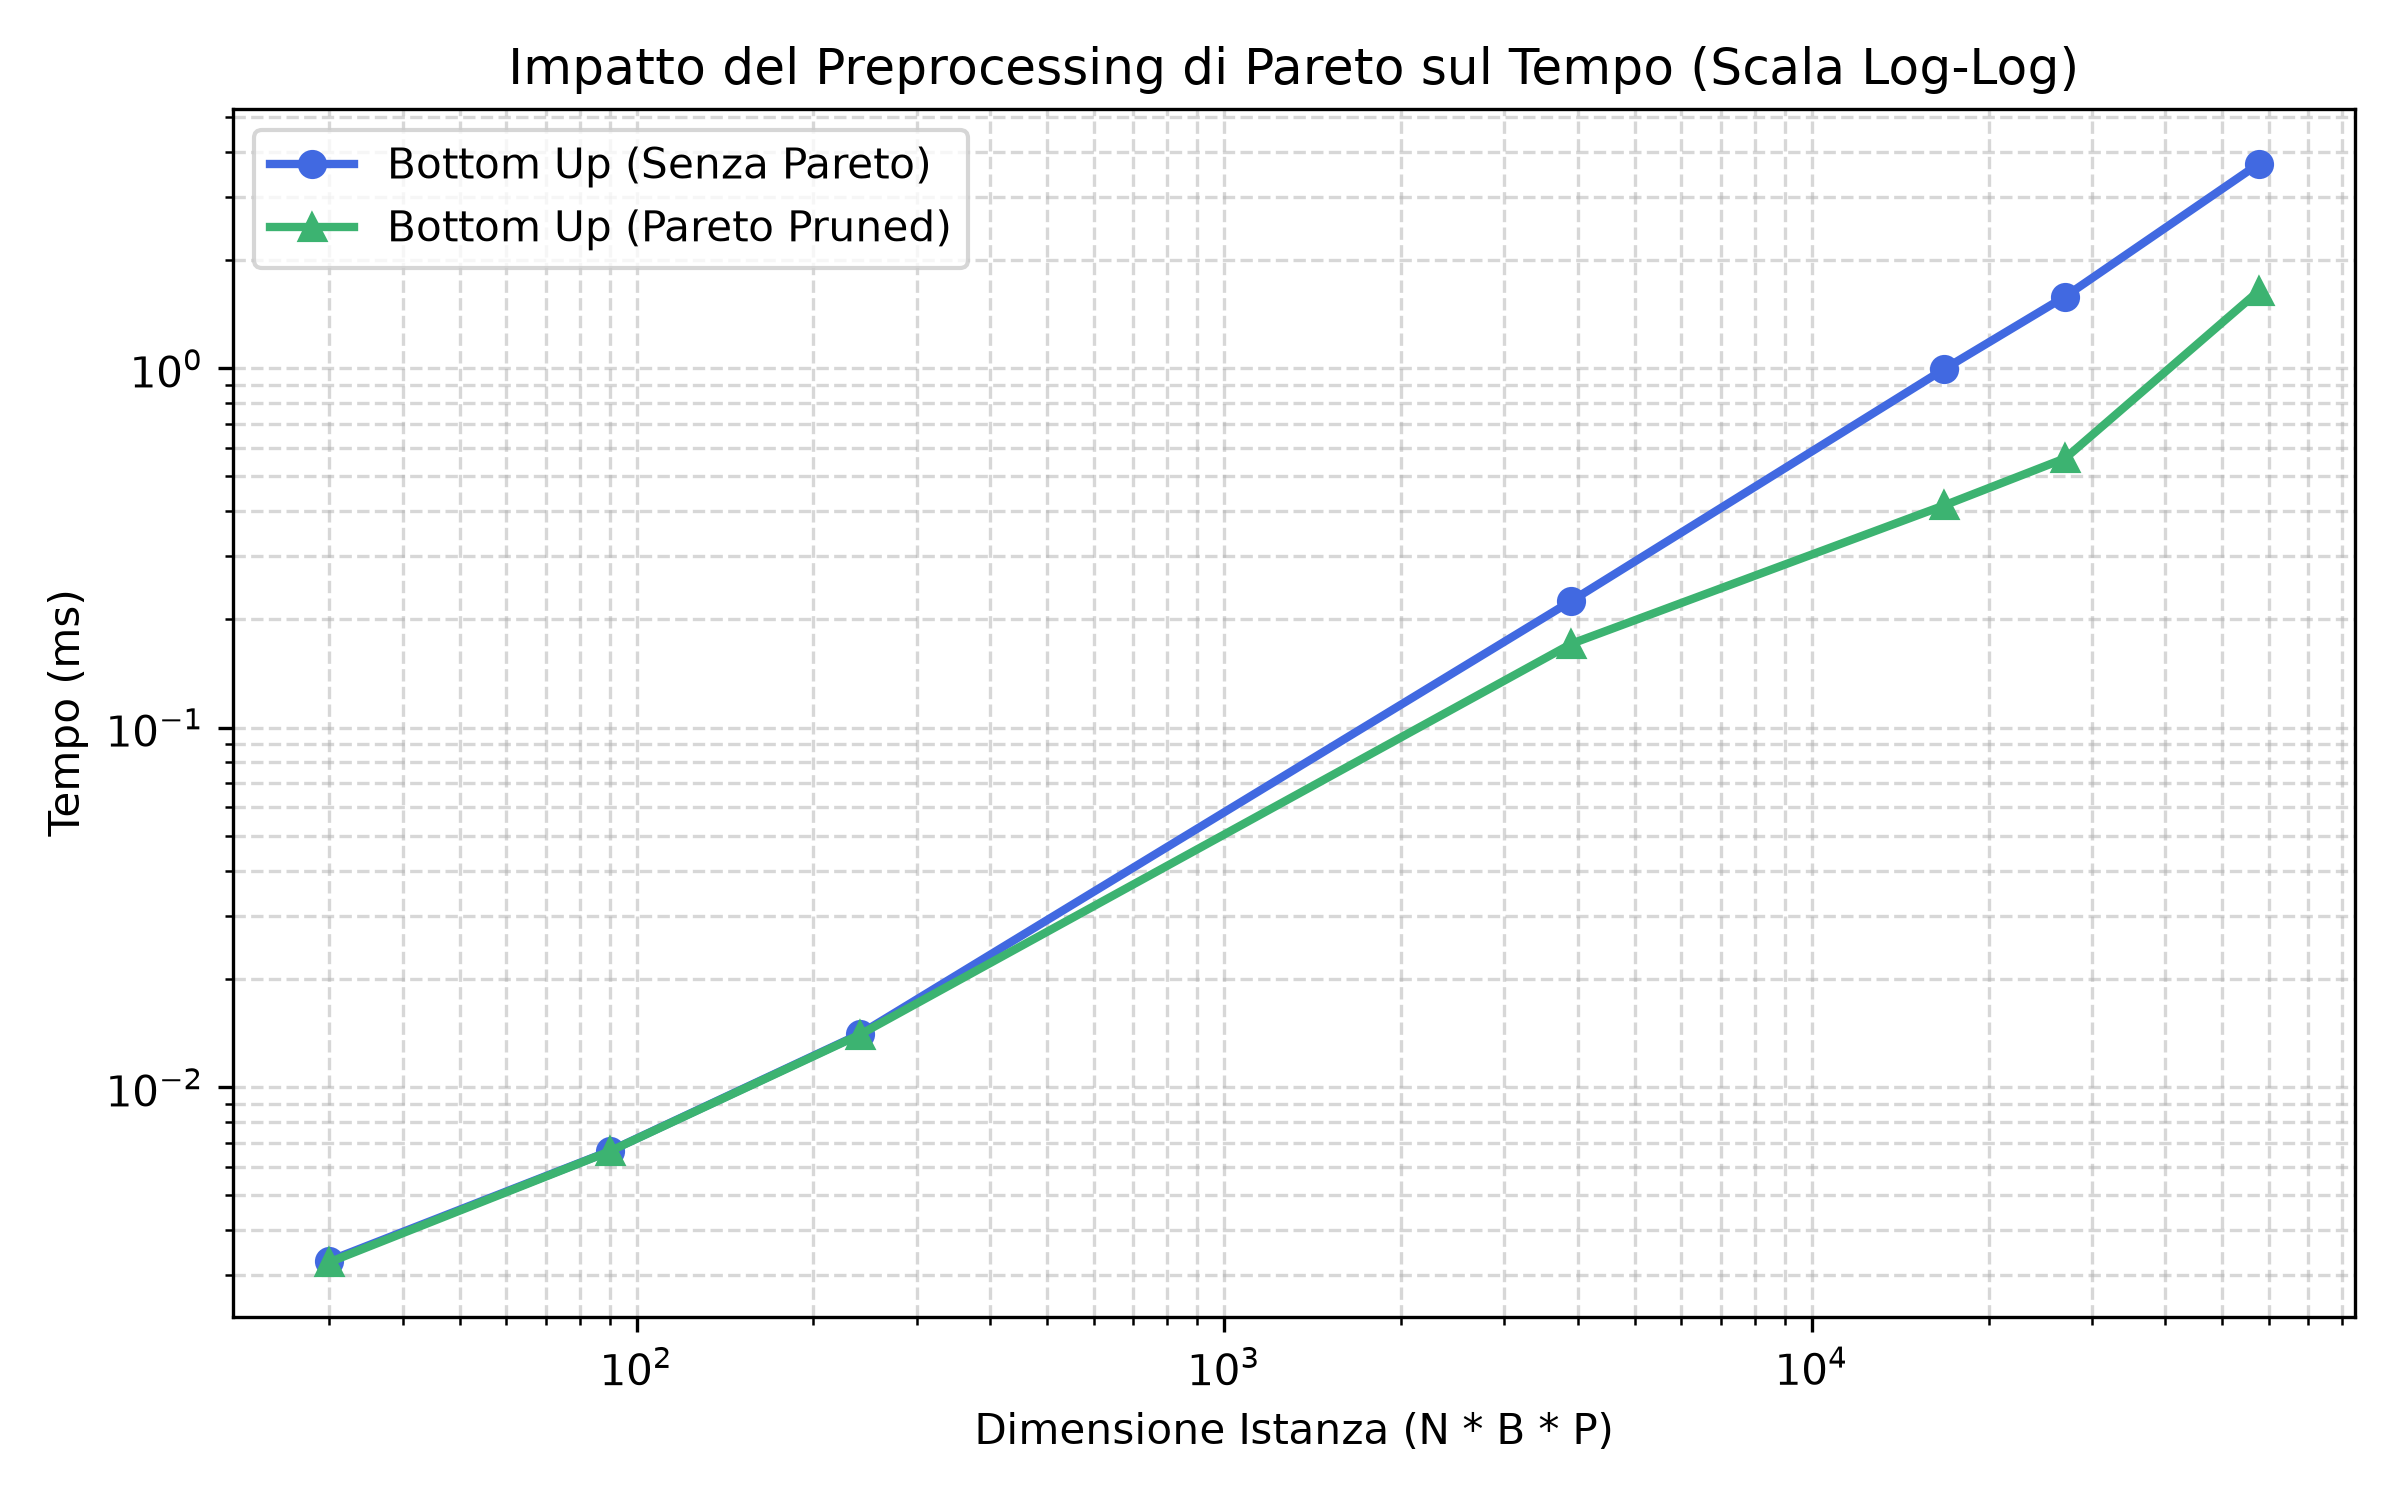 Impatto del Preprocessing di Pareto sul Tempo (Scala Log-Log)
Bottom Up (Senza Pareto)
Bottom Up (Pareto Pruned)
Tempo (ms)
10⁰
10⁻¹
10⁻²
10² 10³ 10⁴
Dimensione Istanza (N * B * P)